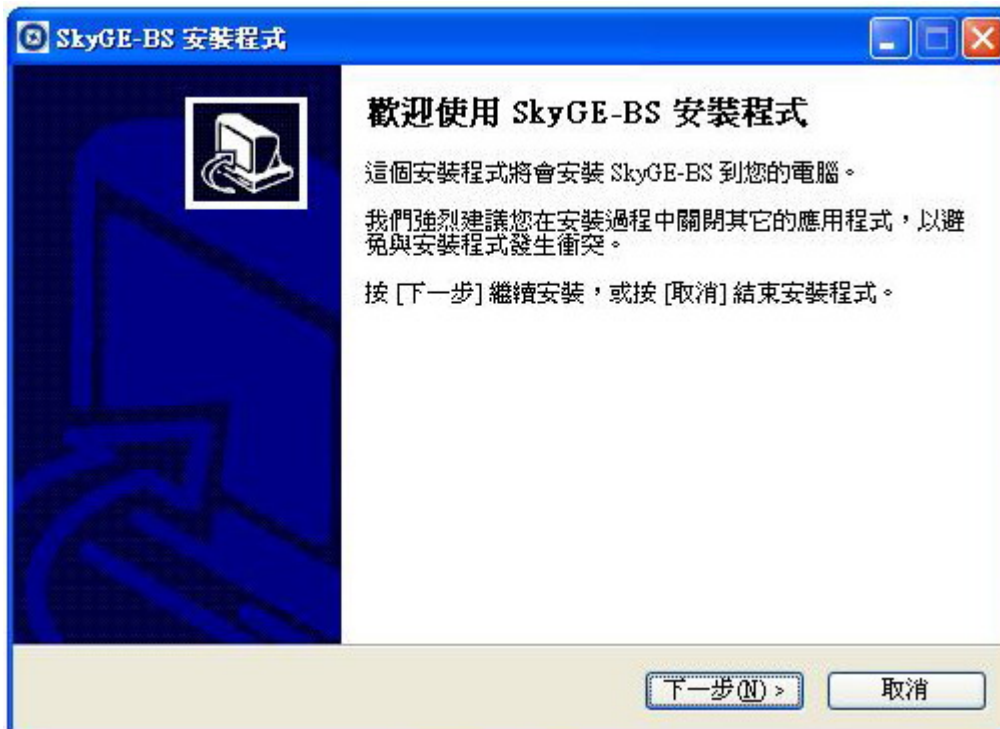 SkyGE-BS 安裝程式
歡迎使用 SkyGE-BS 安裝程式
這個安裝程式將會安裝 SkyGE-BS 到您的電腦。
我們強烈建議您在安裝過程中關閉其它的應用程式，以避
免與安裝程式發生衝突。
按 [下一步] 繼續安裝，或按 [取消] 結束安裝程式。
下一步(N) >
取消